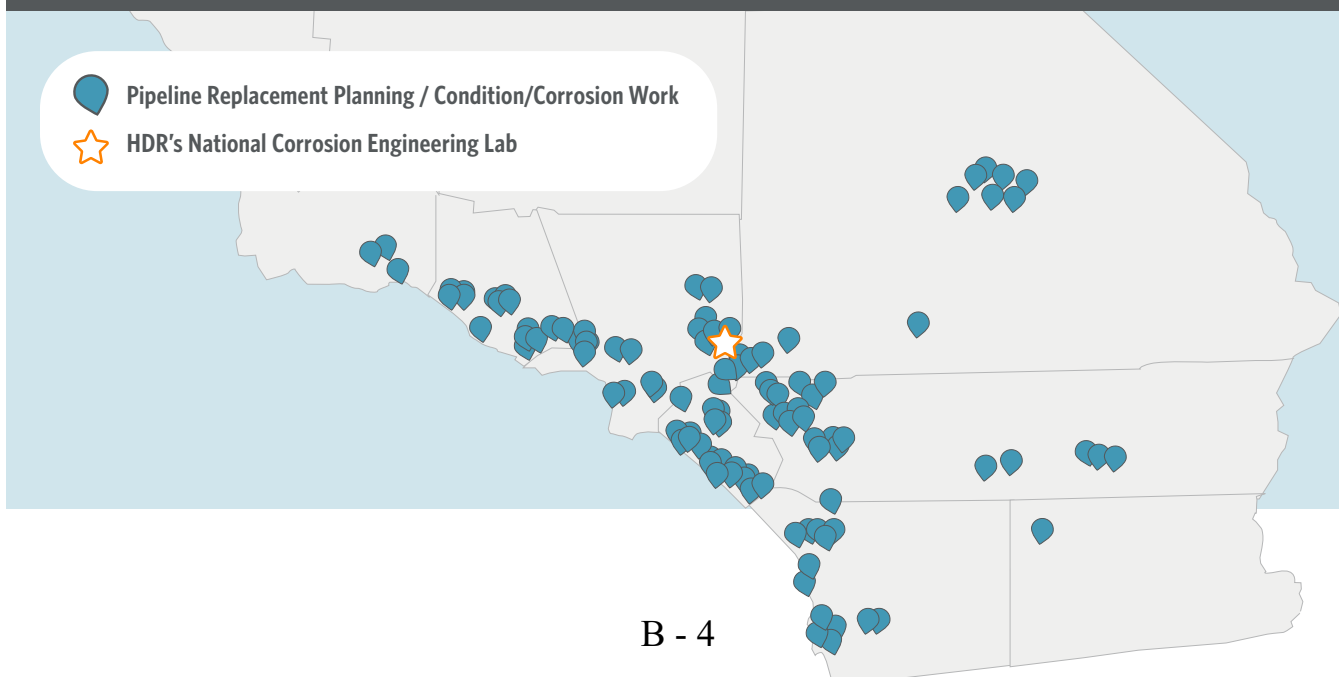 Pipeline Replacement Planning / Condition/Corrosion Work
HDR's National Corrosion Engineering Lab
B - 4